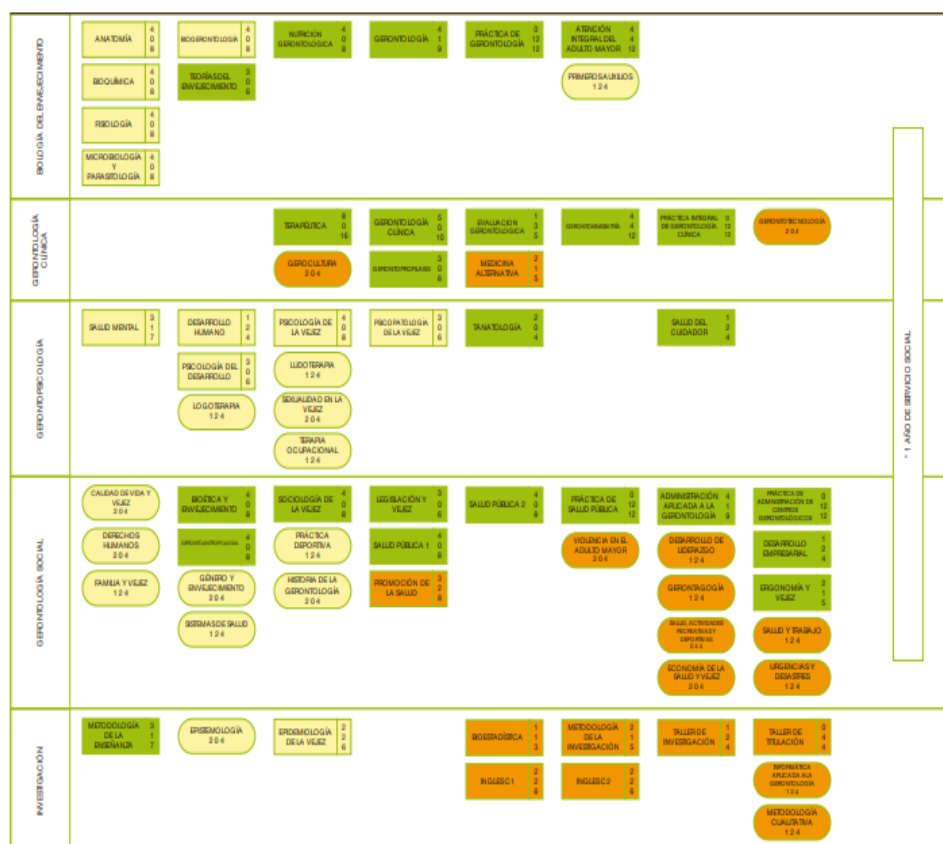 BIOLOGÍA DEL ENVEJECIMIENTO
ANATOMÍA
4
0
8
BIOGERONTOLOGÍA
4
0
8
NUTRICIÓN
GERONTOLÓGICA
4
0
8
GERONTOLOGÍA
4
1
9
PRÁCTICA DE
GERONTOLOGÍA
0
12
12
ATENCIÓN
INTEGRAL DEL
ADULTO MAYOR
4
4
12
BIOQUÍMICA
4
0
8
TEORÍAS DEL
ENVEJECIMIENTO
3
0
6
PRIMEROS AUXILIOS
1 2 4
FISIOLOGÍA
4
0
8
MICROBIOLOGÍA
Y
PARASITOLOGÍA
4
0
8
GERONTOLOGÍA
CLÍNICA
TERAPÉUTICA
8
0
16
GERONTOLOGÍA
CLÍNICA
5
0
10
EVALUACIÓN
GERONTOLÓGICA
1
3
5
GERONTOKINESIATRÍA
4
4
12
PRÁCTICA INTEGRAL
DE GERONTOLOGÍA
CLÍNICA
0
12
12
GERONTOTECNOLOGÍA
2 0 4
GEROCULTURA
2 0 4
GERONTOPROFILAXIS
3
0
6
MEDICINA
ALTERNATIVA
2
1
5
GERONTOPSICOLOGÍA
SALUD MENTAL
3
1
7
DESARROLLO
HUMANO
1
2
4
PSICOLOGÍA DE
LA VEJEZ
4
0
8
PSICOPATOLOGÍA
DE LA VEJEZ
3
0
6
TANATOLOGÍA
2
0
4
SALUD DEL
CUIDADOR
1
2
4
PSICOLOGÍA DEL
DESARROLLO
3
0
6
LUDOTERAPIA
1 2 4
LOGOTERAPIA
1 2 4
SEXUALIDAD EN LA
VEJEZ
2 0 4
TERAPIA
OCUPACIONAL
1 2 4
GERONTOLOGÍA SOCIAL
CALIDAD DE VIDA Y
VEJEZ
2 0 4
BIOÉTICA Y
ENVEJECIMIENTO
4
0
8
SOCIOLOGÍA DE
LA VEJEZ
4
0
8
LEGISLACIÓN Y
VEJEZ
3
0
6
SALUD PÚBLICA 2
4
0
8
PRÁCTICA DE
SALUD PÚBLICA
0
12
12
ADMINISTRACIÓN
APLICADA A LA
GERONTOLOGÍA
4
1
9
PRÁCTICA DE
ADMINISTRACIÓN DE
CENTROS
GERONTOLÓGICOS
0
12
12
DERECHOS
HUMANOS
2 0 4
4
0
8
PRÁCTICA
DEPORTIVA
1 2 4
SALUD PÚBLICA 1
4
0
8
VIOLENCIA EN EL
ADULTO MAYOR
2 0 4
DESARROLLO DE
LIDERAZGO
1 2 4
DESARROLLO
EMPRESARIAL
1
2
4
FAMILIA Y VEJEZ
1 2 4
GÉNERO Y
ENVEJECIMIENTO
2 0 4
HISTORIA DE LA
GERONTOLOGÍA
2 0 4
PROMOCIÓN DE
LA SALUD
3
2
8
GERONTAGOGÍA
1 2 4
ERGONOMÍA Y
VEJEZ
2
1
5
SISTEMAS DE SALUD
1 2 4
SALUD, ACTIVIDADES
RECREATIVAS Y
DEPORTIVAS
SALUD Y TRABAJO
1 2 4
ECONOMÍA DE LA
SALUD Y VEJEZ
2 0 4
URGENCIAS Y
DESASTRES
1 2 4
INVESTIGACIÓN
METODOLOGÍA
DE LA
ENSEÑANZA
3
1
7
EPISTEMOLOGÍA
2 0 4
EPIDEMIOLOGÍA
DE LA VEJEZ
2
2
6
BIOESTADÍSTICA
1
1
3
METODOLOGÍA
DE LA
INVESTIGACIÓN
2
1
5
TALLER DE
INVESTIGACIÓN
1
2
4
TALLER DE
TITULACIÓN
0
4
4
INGLES C1
2
2
6
INGLES C2
2
2
6
INFORMÁTICA
APLICADA A LA
GERONTOLOGÍA
1 2 4
METODOLOGÍA
CUALITATIVA
1 2 4
* 1 AÑO DE SERVICIO SOCIAL